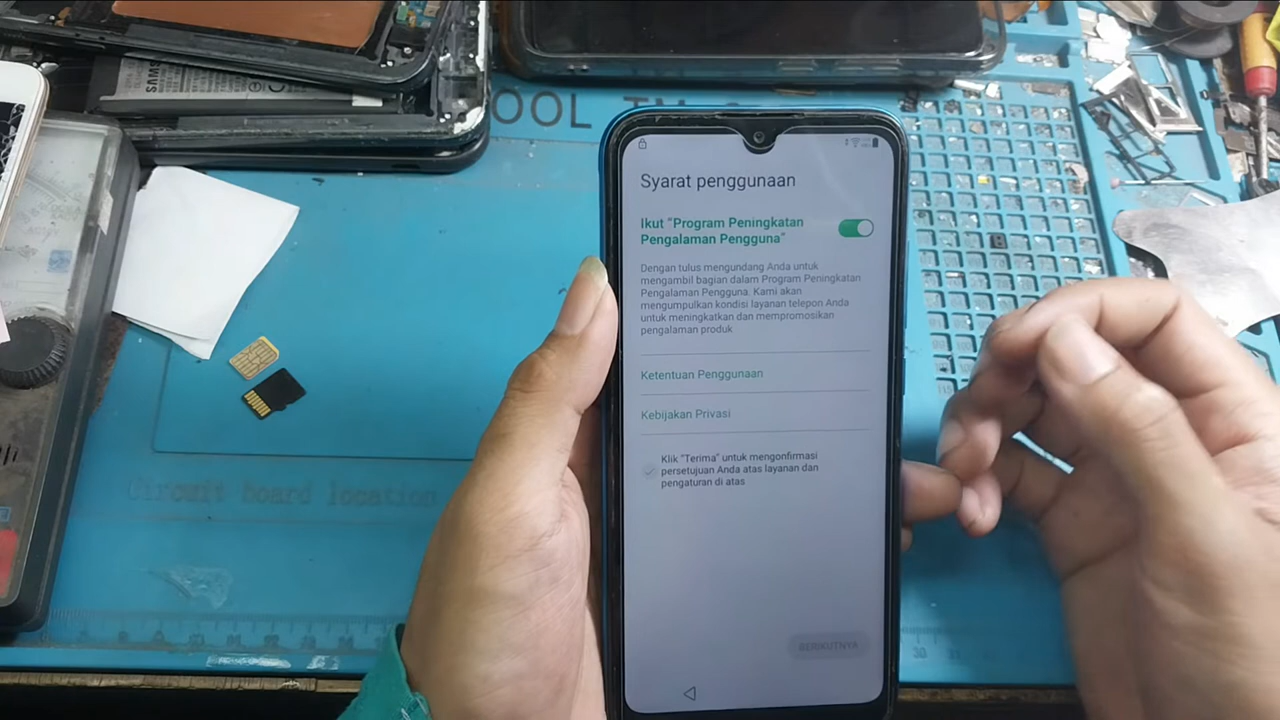 SAMS
OOL
Syarat penggunaan
Ikut "Program Peningkatan
Pengalaman Pengguna"
Dengan tulus mengundang Anda untuk
mengambil bagian dalam Program Peningkatan
Pengalaman Pengguna. Kami akan
mengumpulkan kondisi layanan telepon Anda
untuk meningkatkan dan mempromosikan
pengalaman produk
Ketentuan Penggunaan
Kebijakan Privasi
Klik "Terima" untuk mengonfirmasi
persetujuan Anda atas layanan dan
pengaturan di atas
BERIKUTNYA
Circuit board location